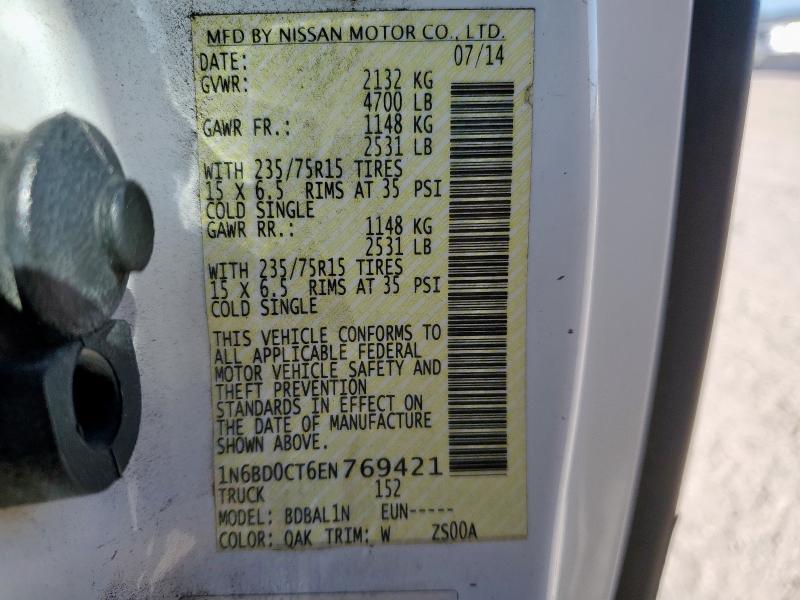 MFD BY NISSAN MOTOR CO., LTD.
DATE: 07/14
GVWR: 2132 KG
4700 LB
GAWR FR.: 1148 KG
2531 LB
WITH 235/75R15 TIRES
15 X 6.5 RIMS AT 35 PSI
COLD SINGLE
GAWR RR.: 1148 KG
2531 LB
WITH 235/75R15 TIRES
15 X 6.5 RIMS AT 35 PSI
COLD SINGLE
THIS VEHICLE CONFORMS TO
ALL APPLICABLE FEDERAL
MOTOR VEHICLE SAFETY AND
THEFT PREVENTION
STANDARDS IN EFFECT ON
THE DATE OF MANUFACTURE
SHOWN ABOVE.
1N6BD0CT6EN769421
TRUCK 152
MODEL: BDBAL1N EUN-----
COLOR: QAK TRIM: W ZS00A